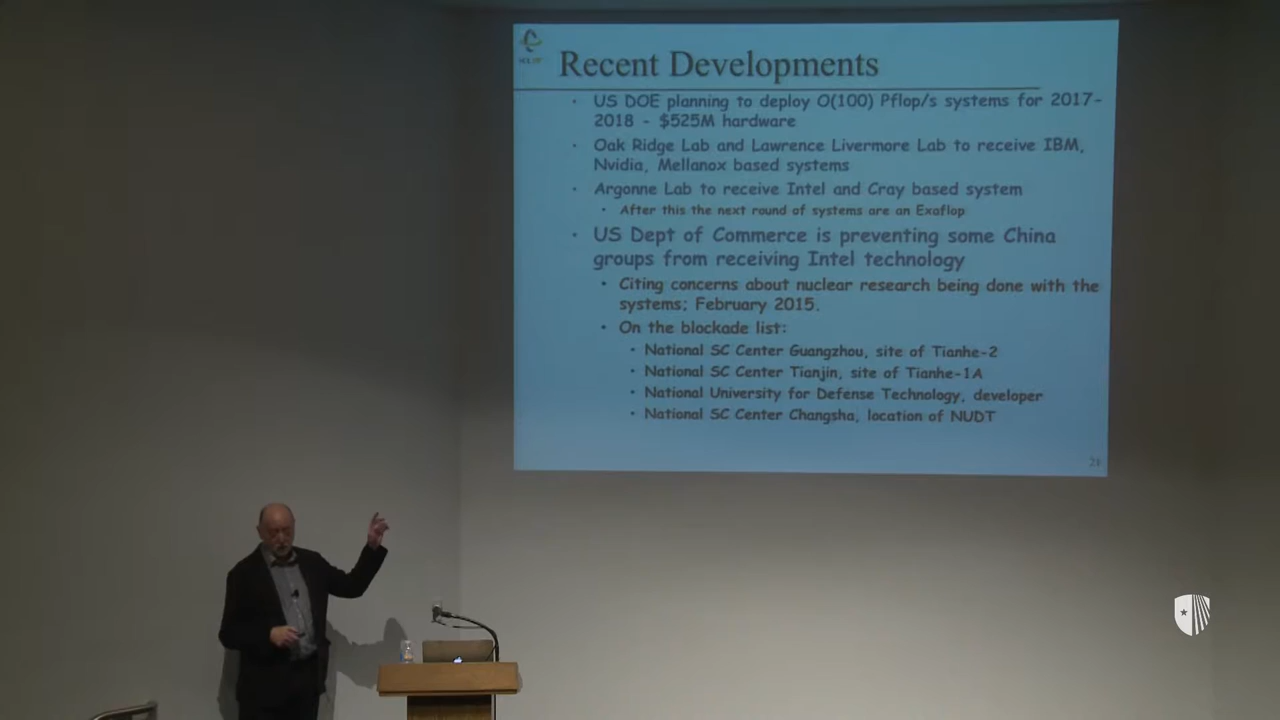 Recent Developments
US DOE planning to deploy O(100) Pflop/s systems for 2017-
2018 - $525M hardware
Oak Ridge Lab and Lawrence Livermore Lab to receive IBM,
Nvidia, Mellanox based systems
Argonne Lab to receive Intel and Cray based system
After this the next round of systems are an Exaflop
US Dept of Commerce is preventing some China
groups from receiving Intel technology
Citing concerns about nuclear research being done with the
systems; February 2015.
On the blockade list:
National SC Center Guangzhou, site of Tianhe-2
National SC Center Tianjin, site of Tianhe-1A
National University for Defense Technology, developer
National SC Center Changsha, location of NUDT
21